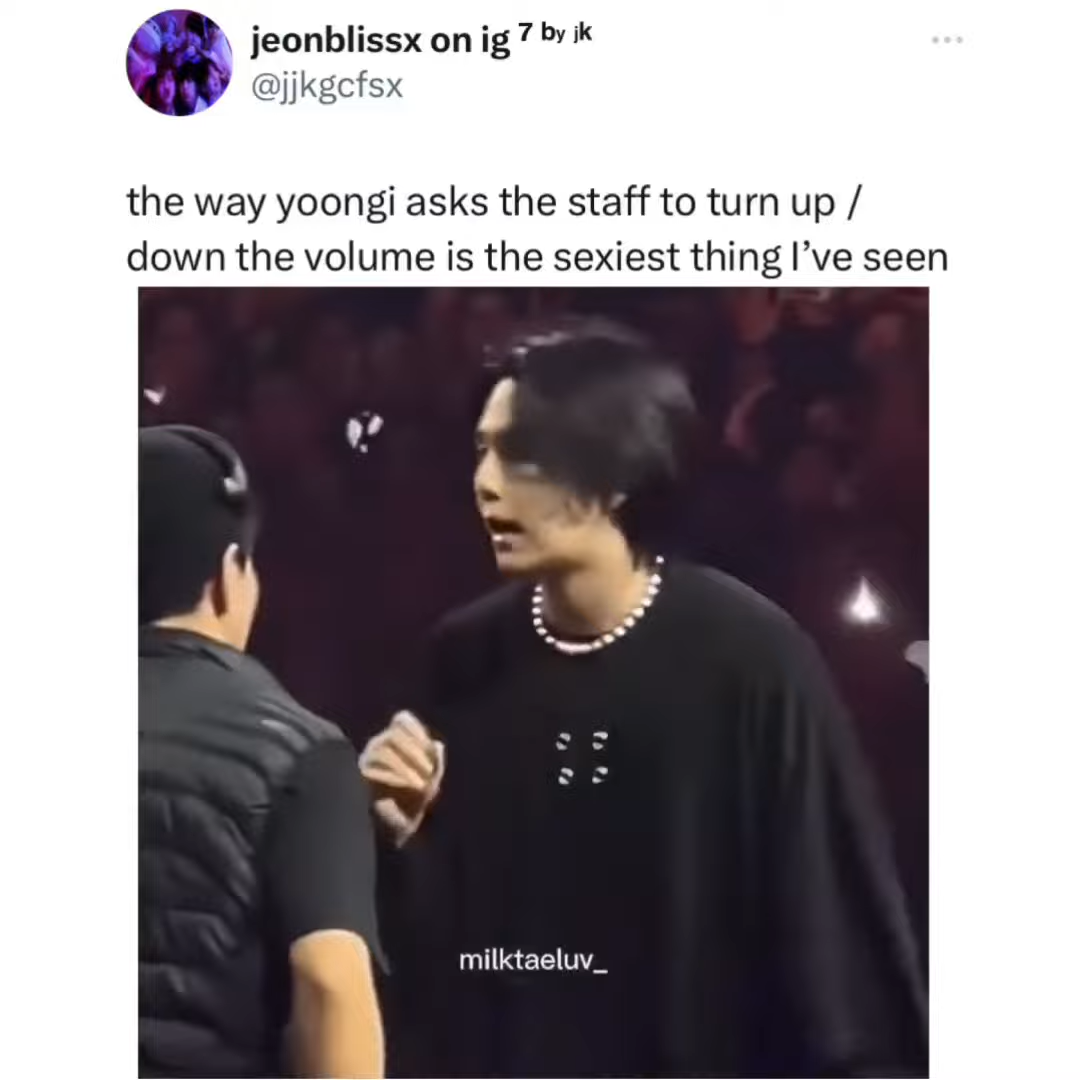 jeonblissx on ig ⁷ ᵇʸ ʲᵏ
@jjkgcfsx
the way yoongi asks the staff to turn up /
down the volume is the sexiest thing I’ve seen
milktaeluv_